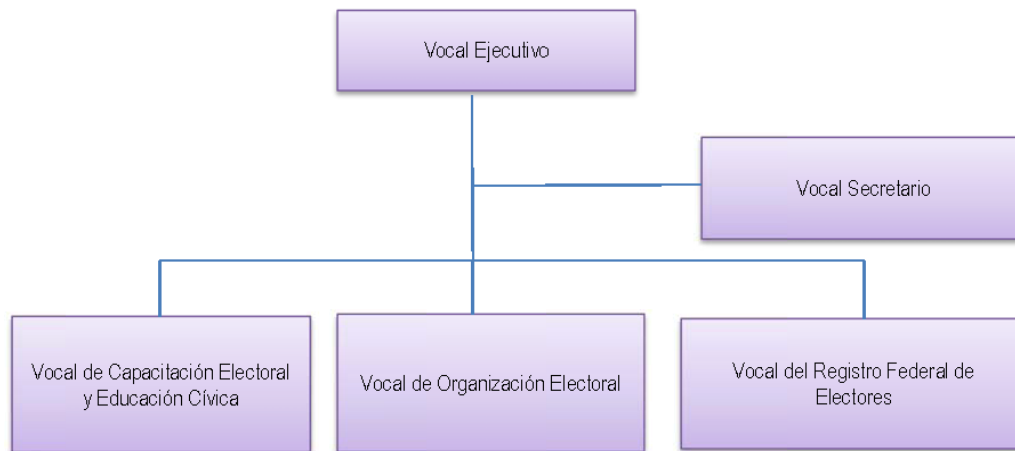 Vocal Ejecutivo
Vocal Secretario
Vocal de Capacitación Electoral
y Educación Cívica
Vocal de Organización Electoral
Vocal del Registro Federal de
Electores